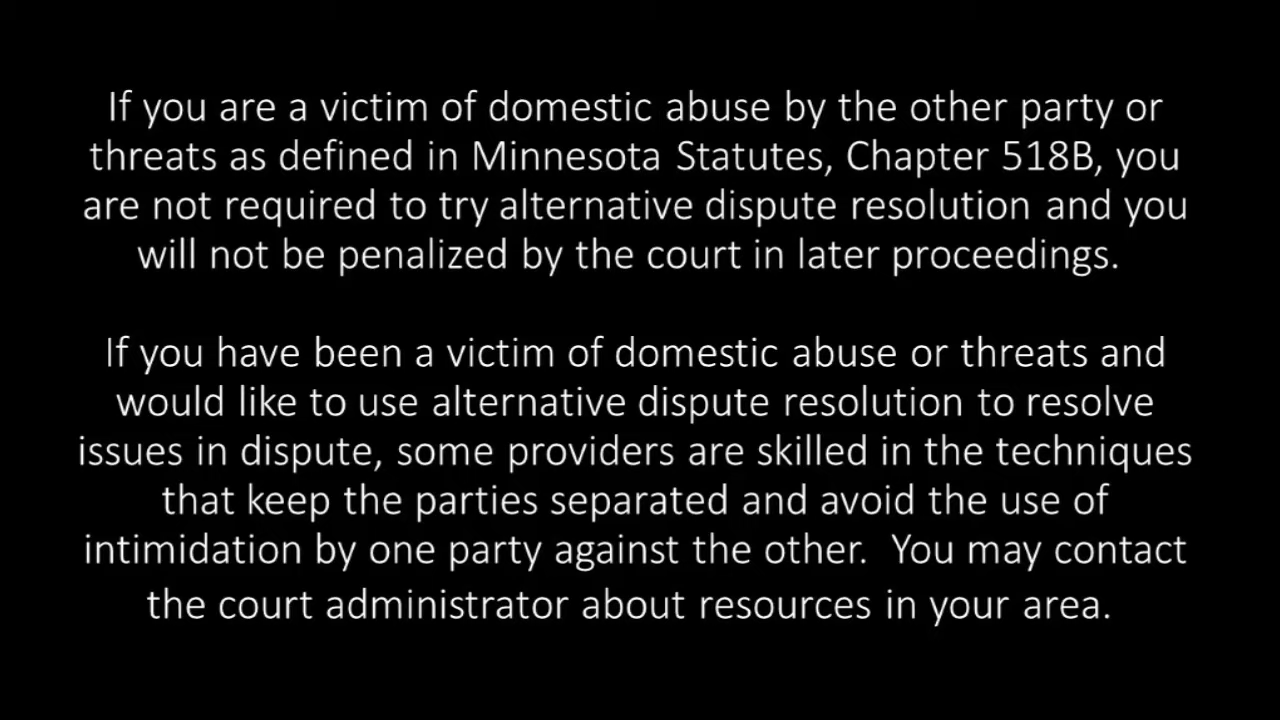 If you are a victim of domestic abuse by the other party or
threats as defined in Minnesota Statutes, Chapter 518B, you
are not required to try alternative dispute resolution and you
will not be penalized by the court in later proceedings.
If you have been a victim of domestic abuse or threats and
would like to use alternative dispute resolution to resolve
issues in dispute, some providers are skilled in the techniques
that keep the parties separated and avoid the use of
intimidation by one party against the other.  You may contact
the court administrator about resources in your area.